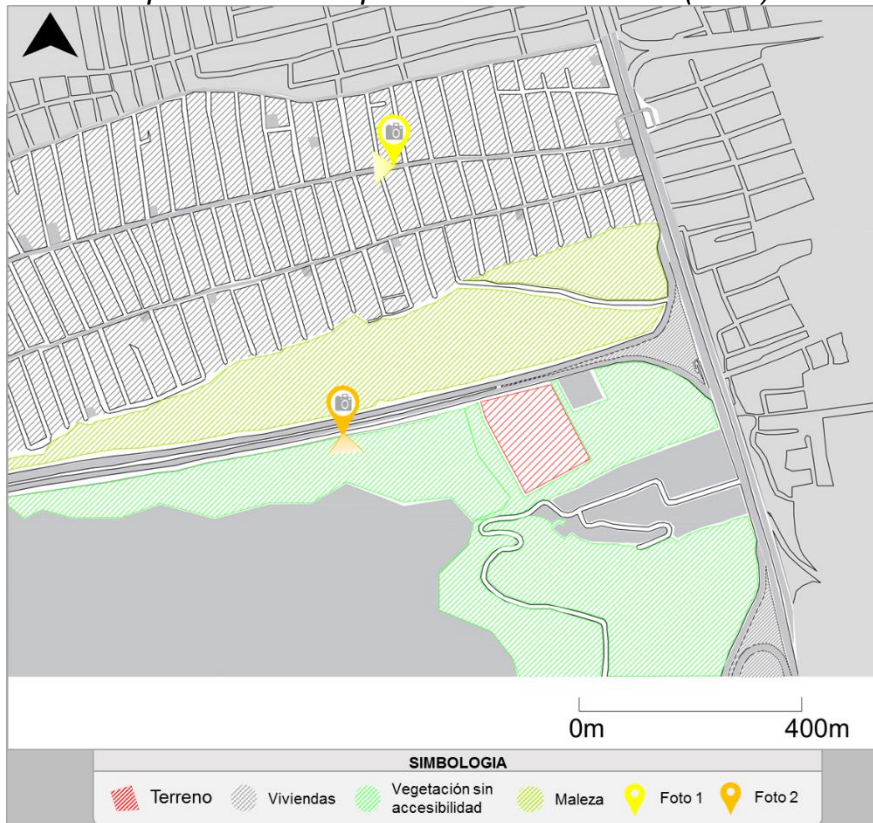 0m 400m
SIMBOLOGIA
Terreno Viviendas Vegetación sin accesibilidad Maleza Foto 1 Foto 2